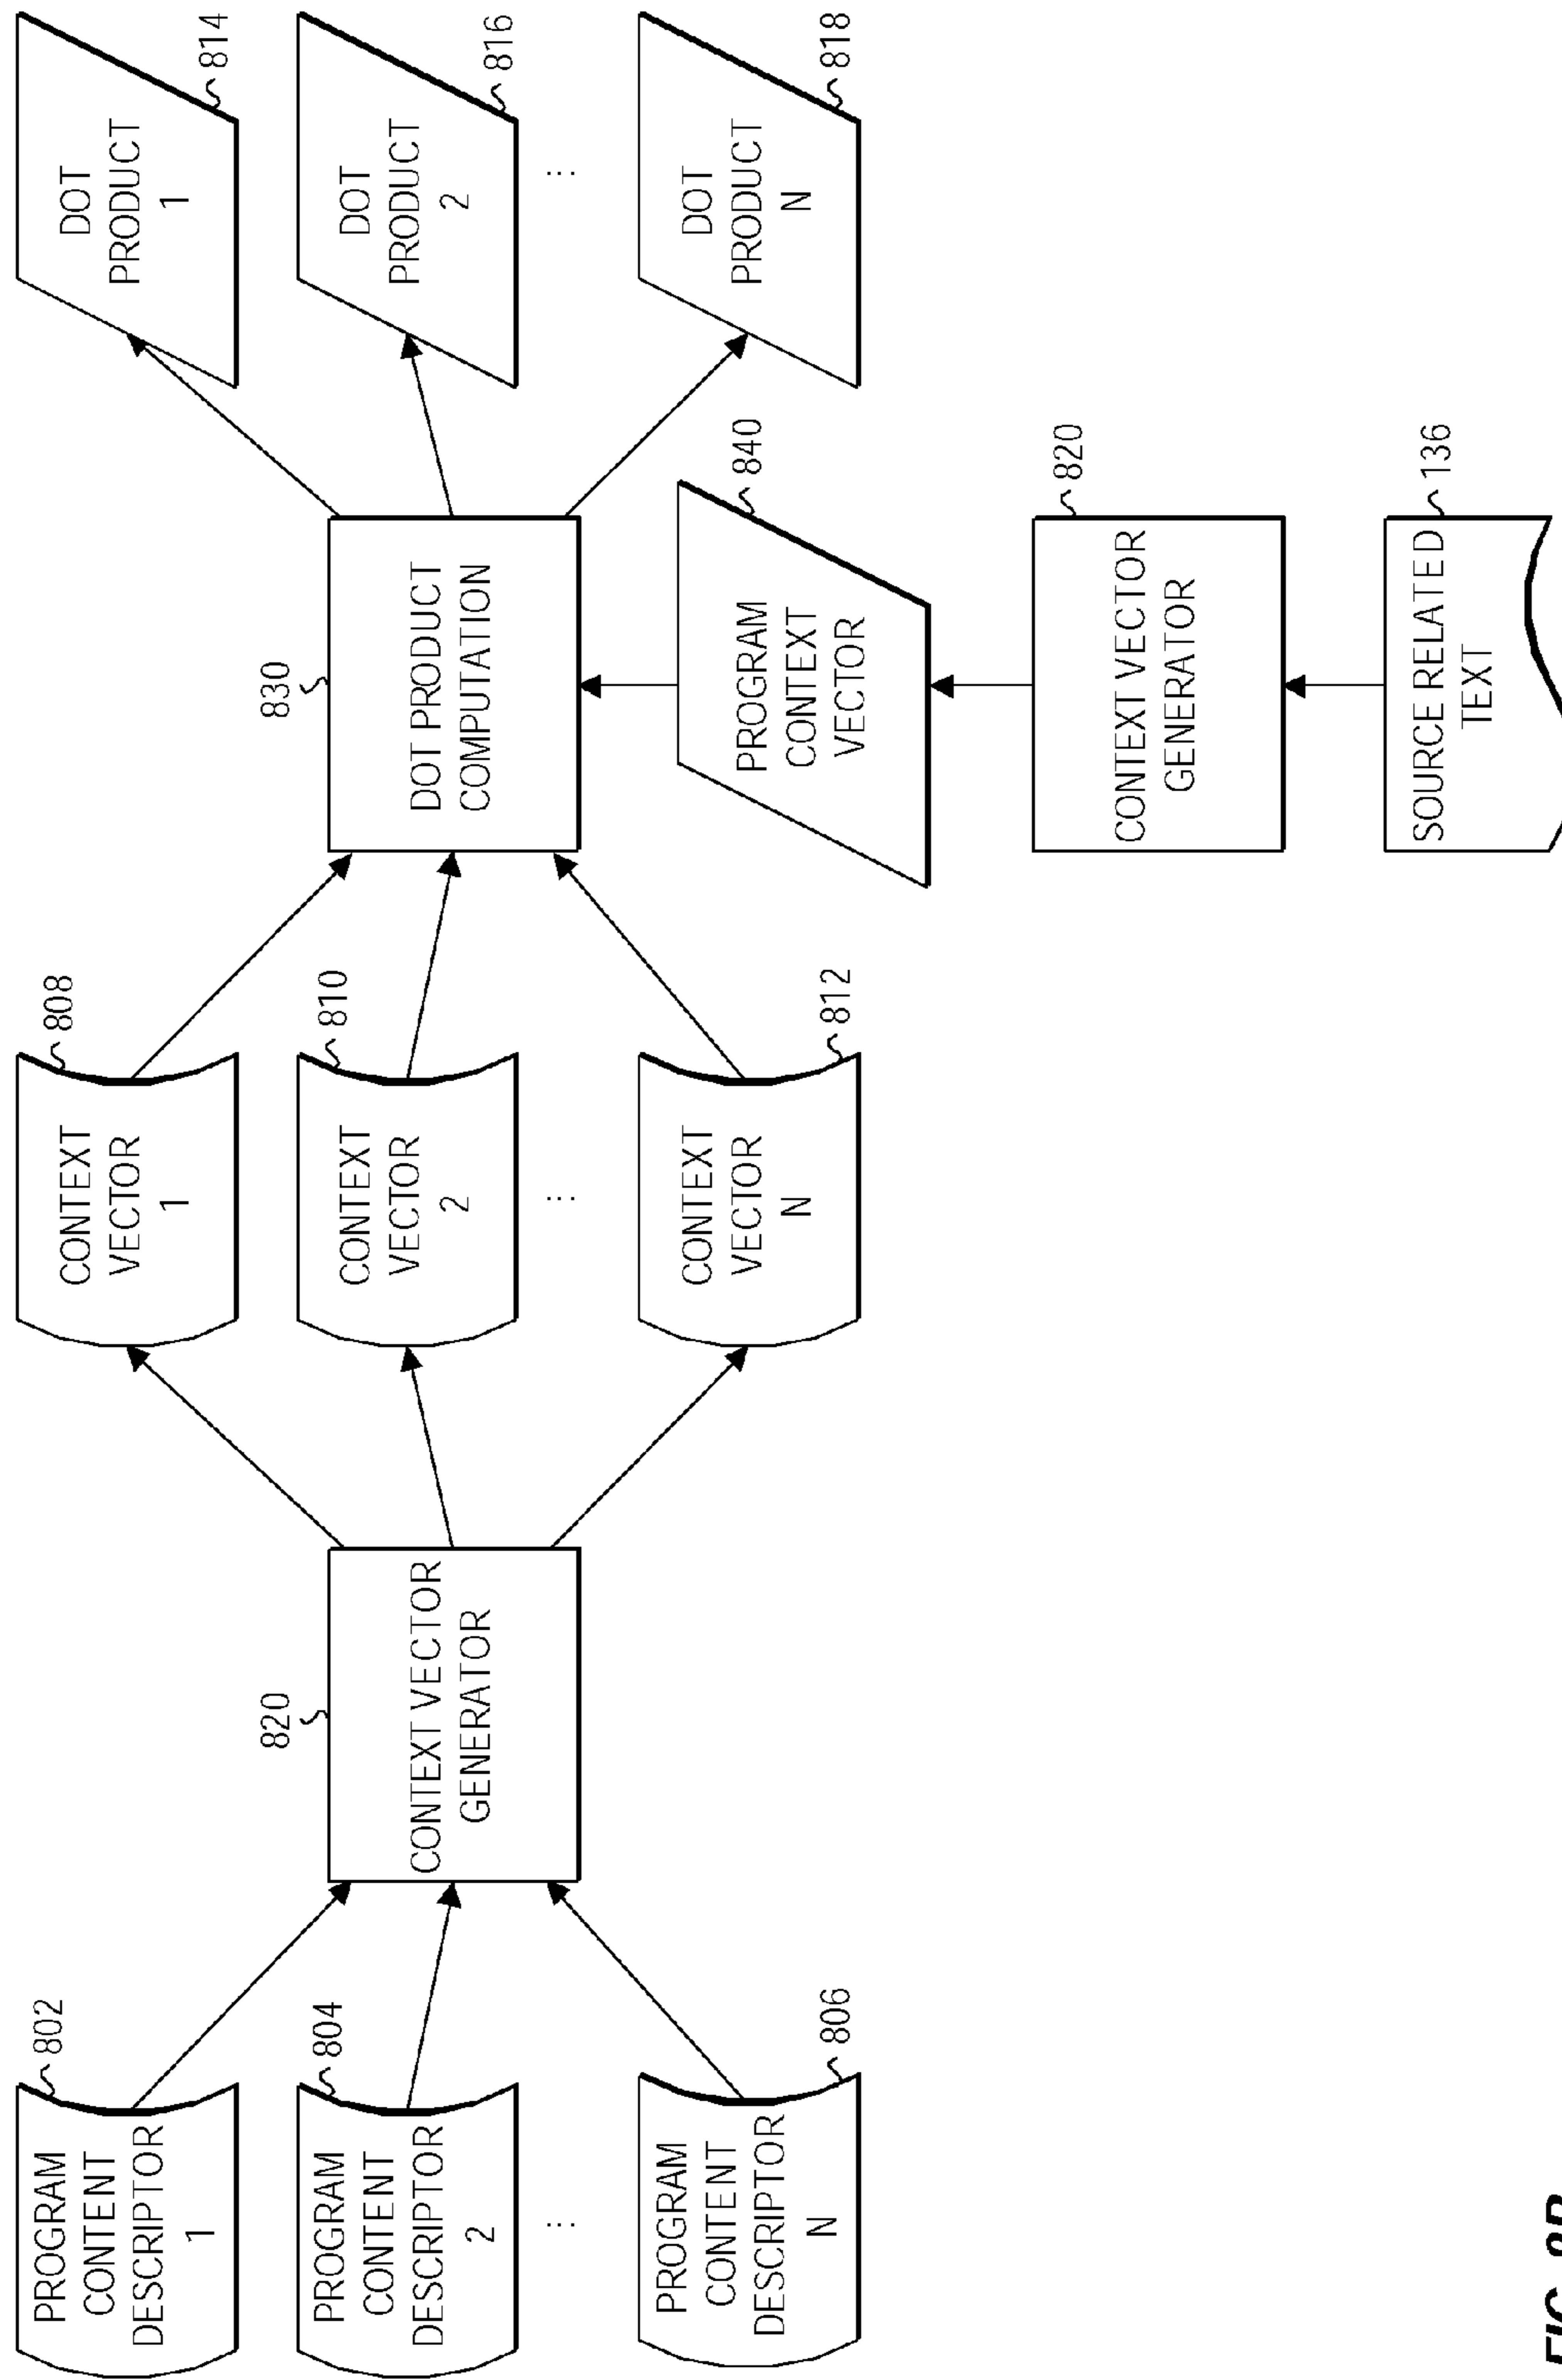 PROGRAM
CONTENT
DESCRIPTOR
1
802
PROGRAM
CONTENT
DESCRIPTOR
2
804
...
PROGRAM
CONTENT
DESCRIPTOR
N
806
820
CONTEXT VECTOR
GENERATOR
CONTEXT
VECTOR
1
808
CONTEXT
VECTOR
2
810
...
CONTEXT
VECTOR
N
812
830
DOT PRODUCT
COMPUTATION
DOT
PRODUCT
1
814
DOT
PRODUCT
2
816
...
DOT
PRODUCT
N
818
PROGRAM
CONTEXT
VECTOR
840
CONTEXT VECTOR
GENERATOR
820
SOURCE RELATED
TEXT
136
FIG.